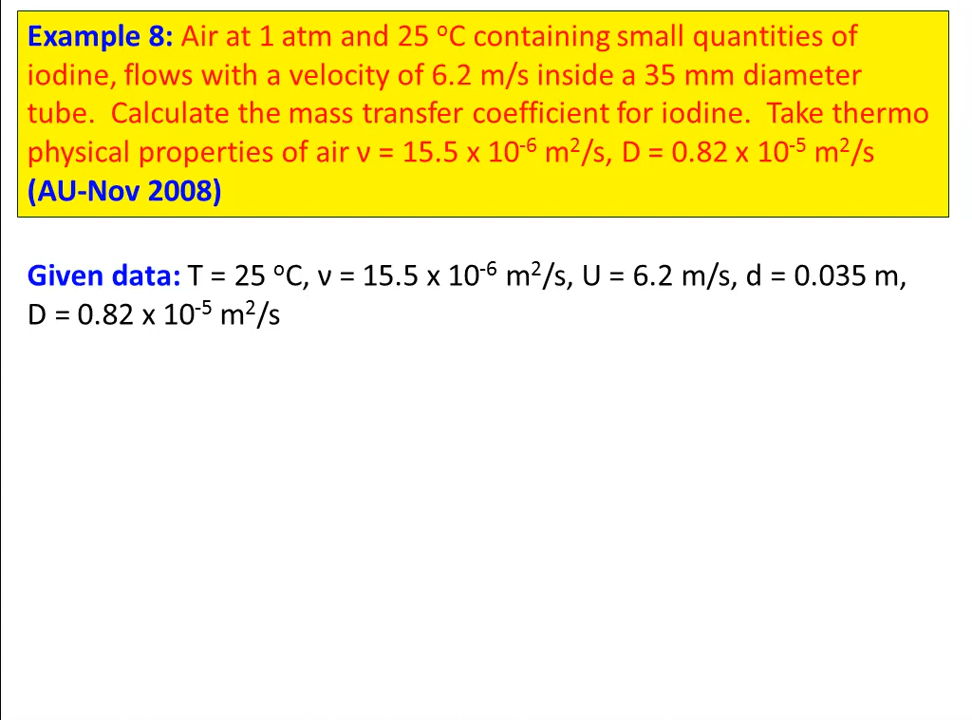 Example 8: Air at 1 atm and 25 ᵒC containing small quantities of
iodine, flows with a velocity of 6.2 m/s inside a 35 mm diameter
tube. Calculate the mass transfer coefficient for iodine. Take thermo
physical properties of air ν = 15.5 x 10⁻⁶ m²/s, D = 0.82 x 10⁻⁵ m²/s
(AU-Nov 2008)
Given data: T = 25 ᵒC, ν = 15.5 x 10⁻⁶ m²/s, U = 6.2 m/s, d = 0.035 m,
D = 0.82 x 10⁻⁵ m²/s